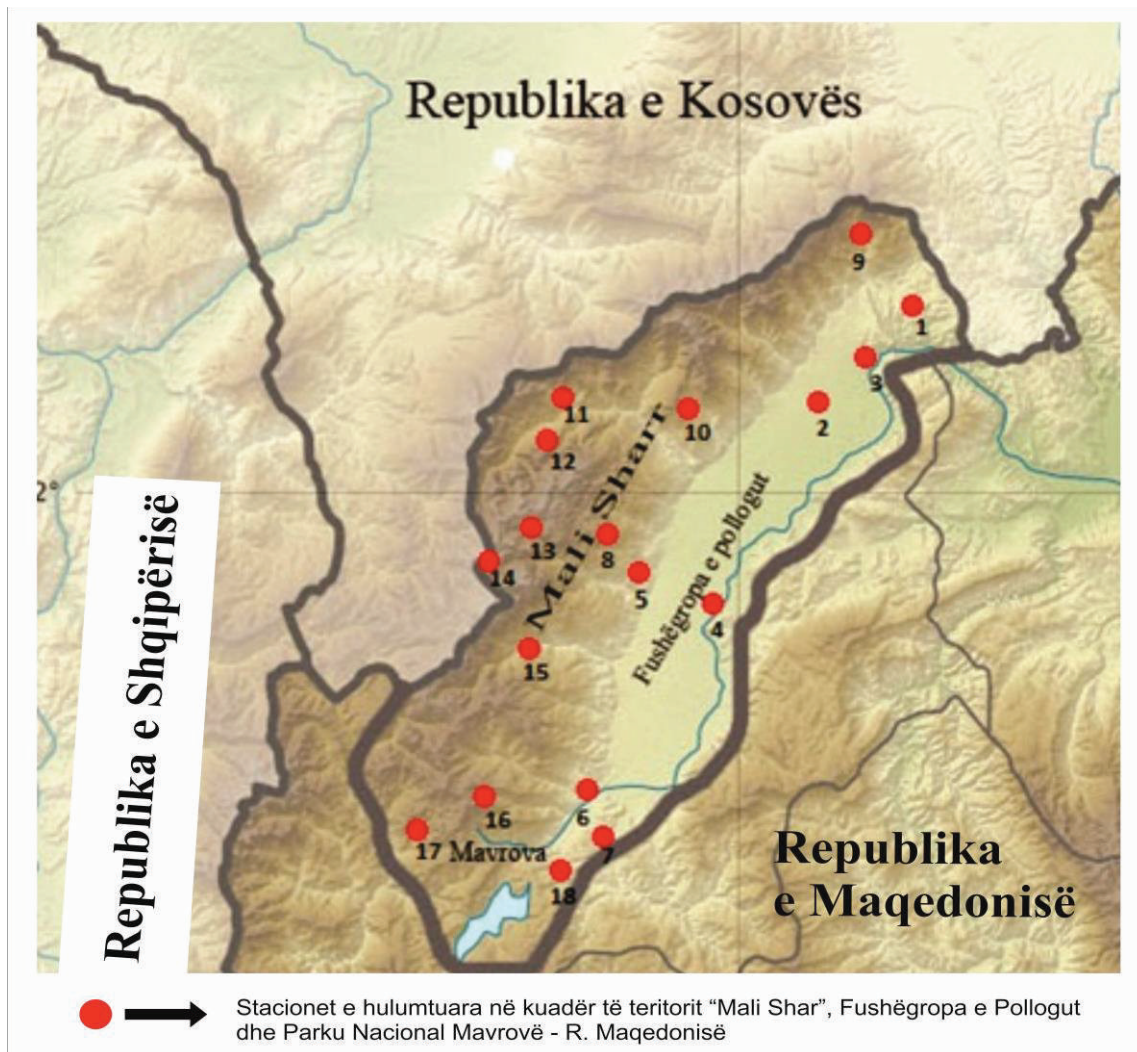 Republika e Kosovës
9
1
3
11
10
2
12
2°
Mali Sharr
13
8
14
5
Fushëgropa e pollogut
4
15
Republika e Shqipërisë
16
6
17 Mavrova
7
18
Republika
e Maqedonisë
Stacionet e hulumtuara në kuadër të teritorit “Mali Shar”, Fushëgropa e Pollogut
dhe Parku Nacional Mavrovë - R. Maqedonisë